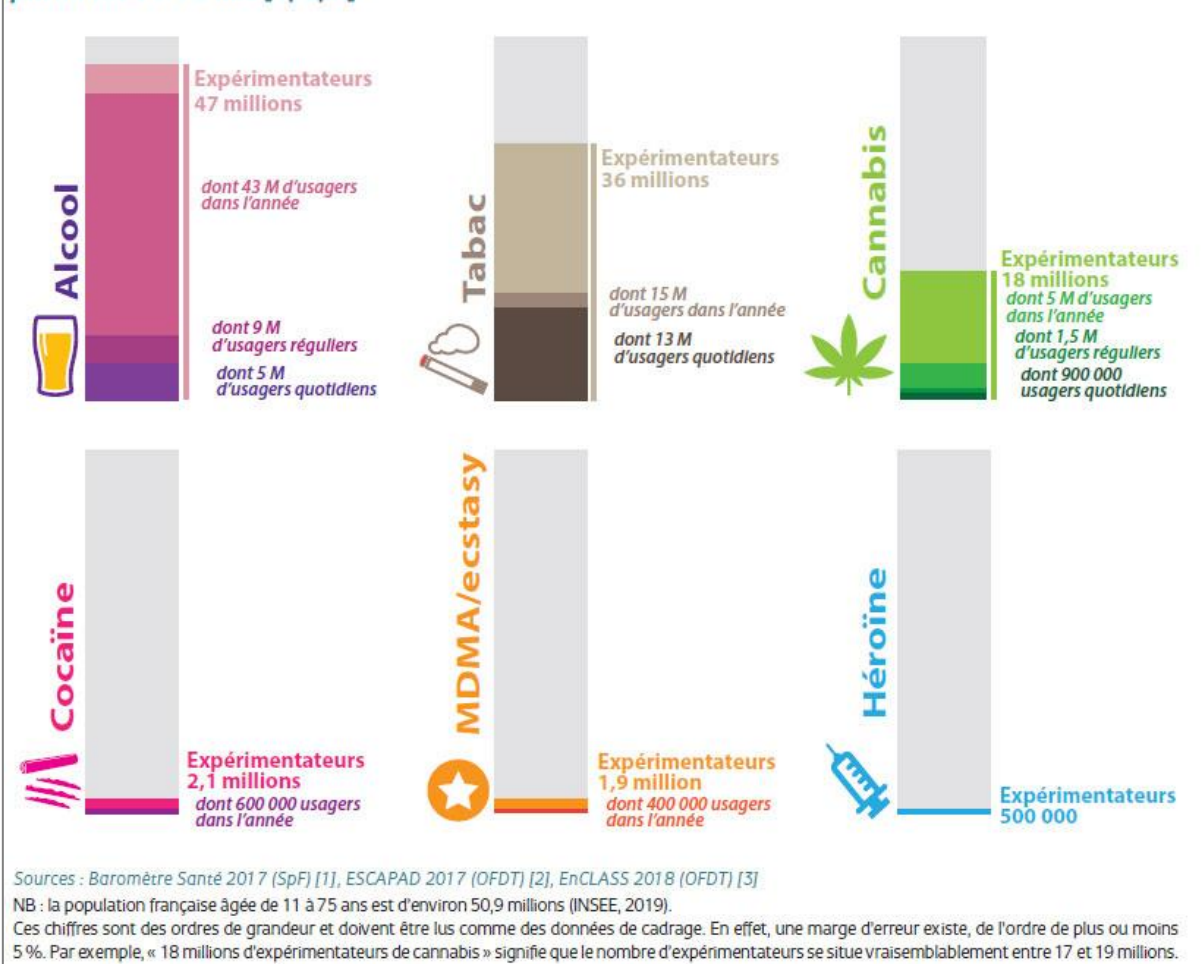 Alcool
Expérimentateurs
47 millions
dont 43 M d'usagers
dans l'année
dont 9 M
d'usagers réguliers
dont 5 M
d'usagers quotidiens
Tabac
Expérimentateurs
36 millions
dont 15 M
d'usagers dans l'année
dont 13 M
d'usagers quotidiens
Cannabis
Expérimentateurs
18 millions
dont 5 M d'usagers
dans l'année
dont 1,5 M
d'usagers réguliers
dont 900 000
usagers quotidiens
Cocaïne
Expérimentateurs
2,1 millions
dont 600 000 usagers
dans l'année
MDMA/ecstasy
Expérimentateurs
1,9 million
dont 400 000 usagers
dans l'année
Héroïne
Expérimentateurs
500 000
Sources : Baromètre Santé 2017 (SpF) [1], ESCAPAD 2017 (OFDT) [2], EnCLASS 2018 (OFDT) [3]
NB : la population française âgée de 11 à 75 ans est d'environ 50,9 millions (INSEE, 2019).
Ces chiffres sont des ordres de grandeur et doivent être lus comme des données de cadrage. En effet, une marge d'erreur existe, de l'ordre de plus ou moins
5 %. Par exemple, « 18 millions d'expérimentateurs de cannabis » signifie que le nombre d'expérimentateurs se situe vraisemblablement entre 17 et 19 millions.